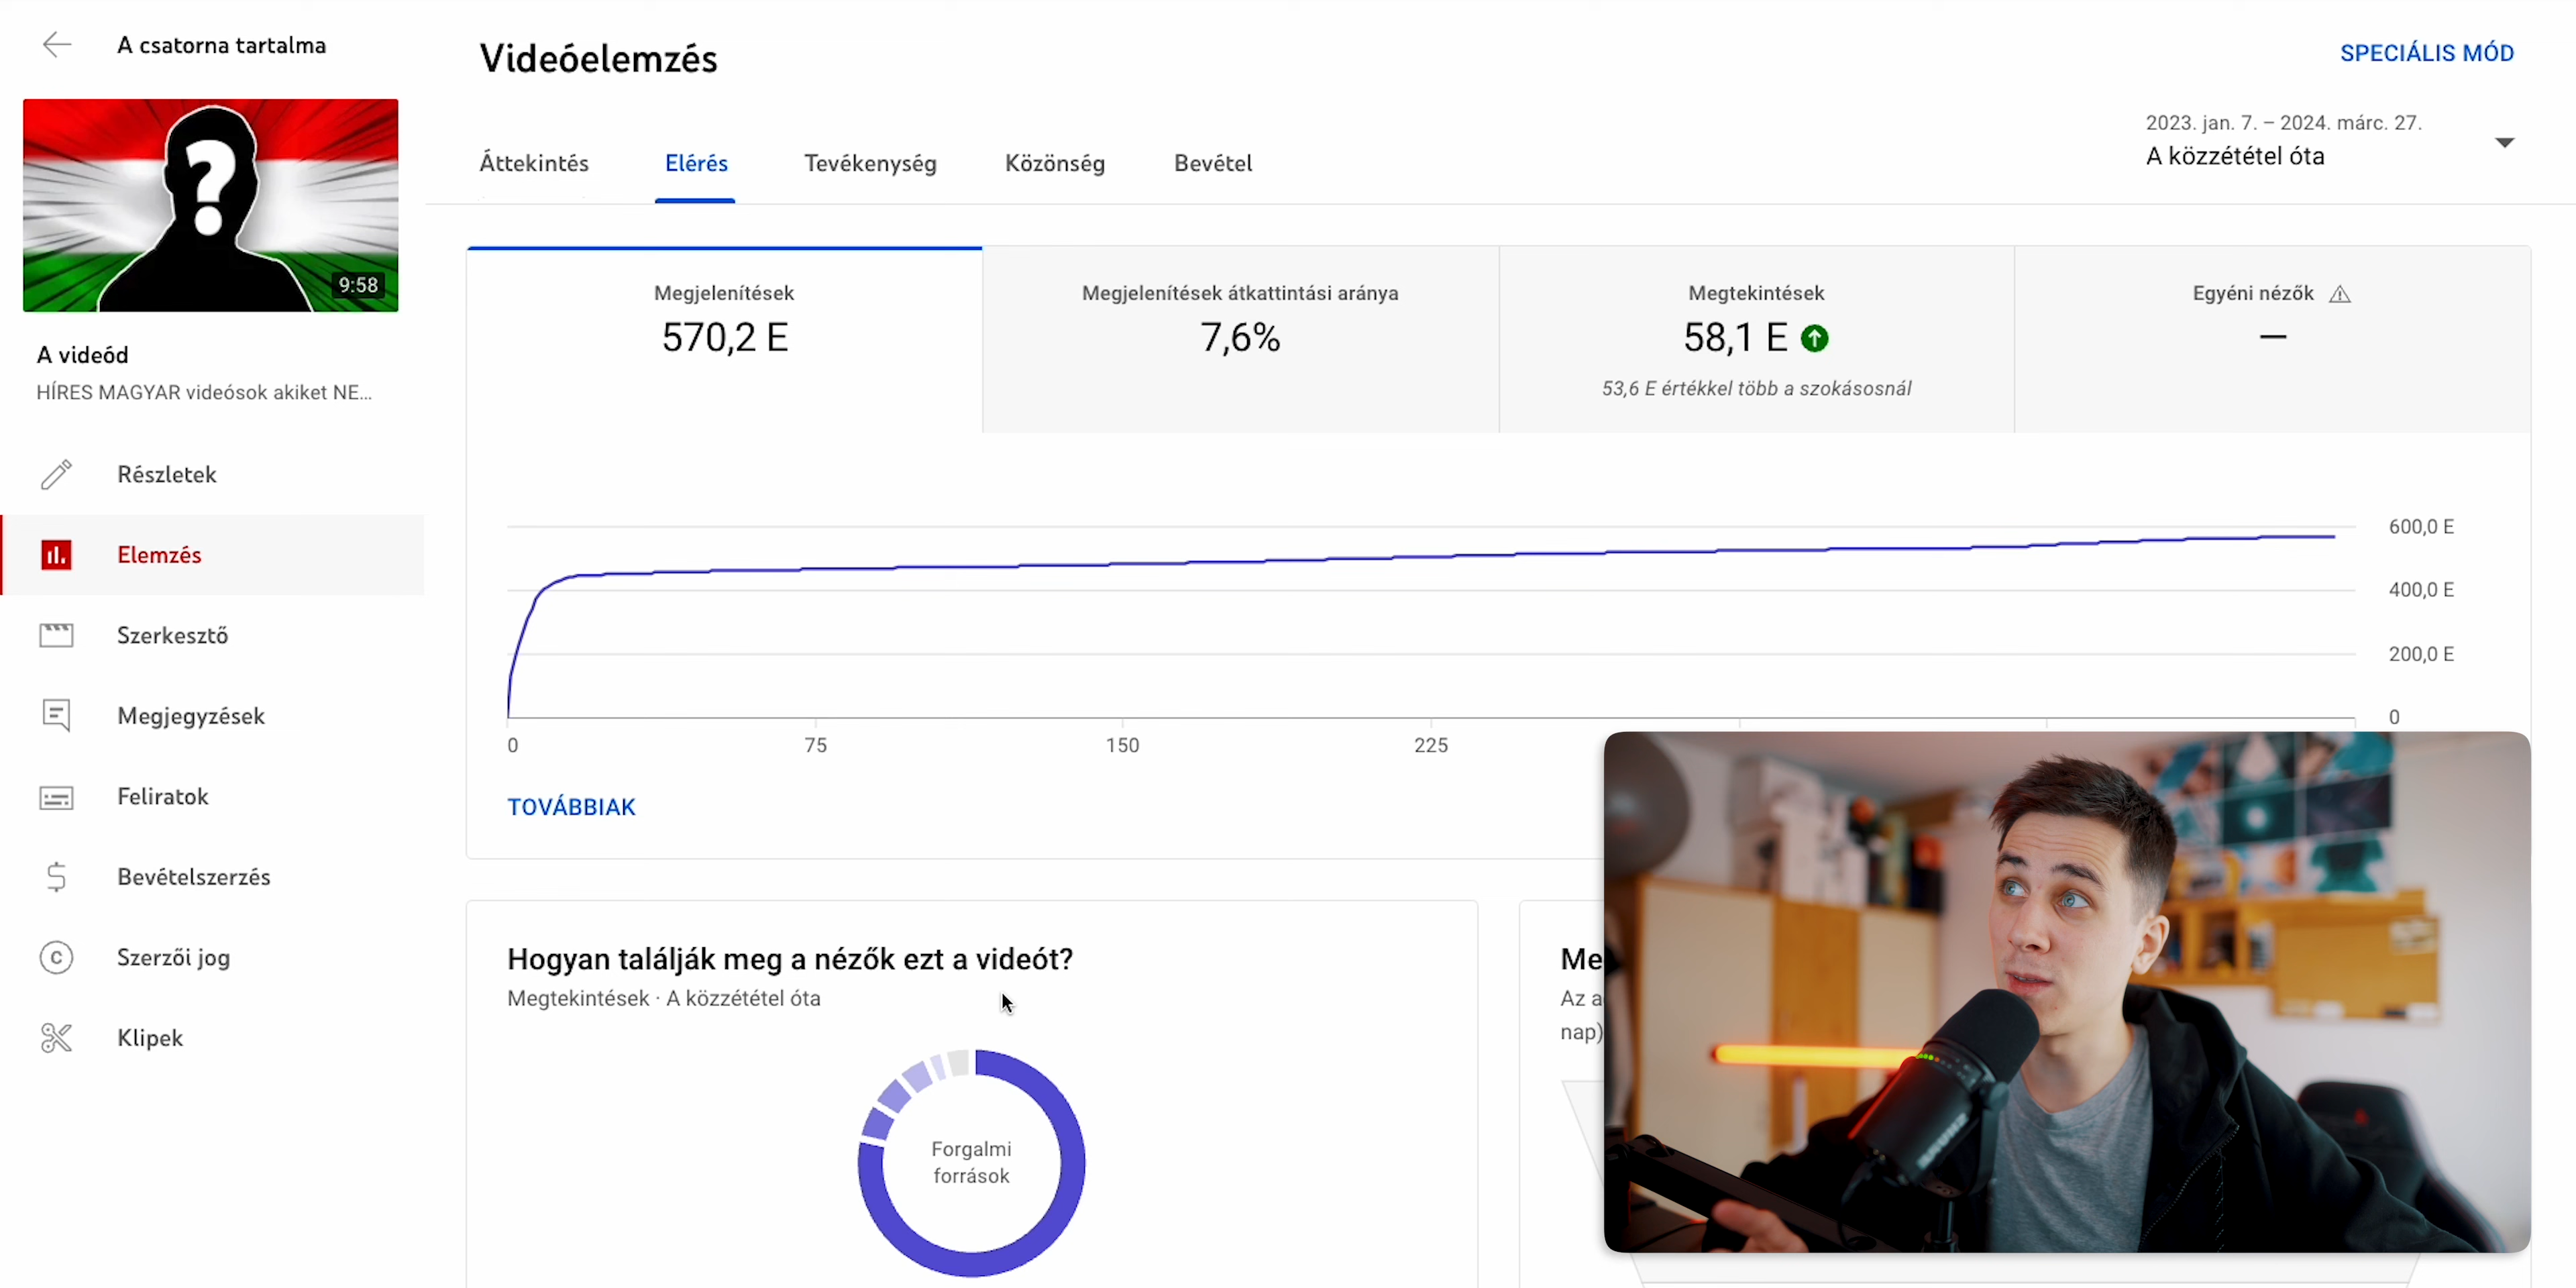 A csatorna tartalma
Videóelemzés
SPECIÁLIS MÓD
?
9:58
A videód
HÍRES MAGYAR videósok akiket NE...
Részletek
Elemzés
Szerkesztő
Megjegyzések
Feliratok
Bevételszerzés
Szerzői jog
Klipek
Áttekintés
Elérés
Tevékenység
Közönség
Bevétel
2023. jan. 7. – 2024. márc. 27.
A közzététel óta
Megjelenítések
570,2 E
Megjelenítések átkattintási aránya
7,6%
Megtekintések
58,1 E
53,6 E értékkel több a szokásosnál
Egyéni nézők
—
600,0 E
400,0 E
200,0 E
0
0
75
150
225
TOVÁBBIAK
Hogyan találják meg a nézők ezt a videót?
Megtekintések · A közzététel óta
Forgalmi
források
Me
Az a
nap)